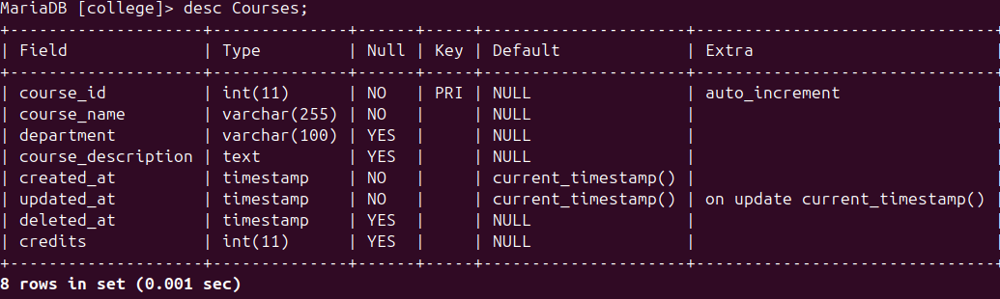 MariaDB [college]> desc Courses;
+--------------------+--------------+------+-----+---------------------+-------------------------------+
| Field              | Type         | Null | Key | Default             | Extra                         |
+--------------------+--------------+------+-----+---------------------+-------------------------------+
| course_id          | int(11)      | NO   | PRI | NULL                | auto_increment                |
| course_name        | varchar(255) | NO   |     | NULL                |                               |
| department         | varchar(100) | YES  |     | NULL                |                               |
| course_description | text         | YES  |     | NULL                |                               |
| created_at         | timestamp    | NO   |     | current_timestamp() |                               |
| updated_at         | timestamp    | NO   |     | current_timestamp() | on update current_timestamp() |
| deleted_at         | timestamp    | YES  |     | NULL                |                               |
| credits            | int(11)      | YES  |     | NULL                |                               |
+--------------------+--------------+------+-----+---------------------+-------------------------------+
8 rows in set (0.001 sec)